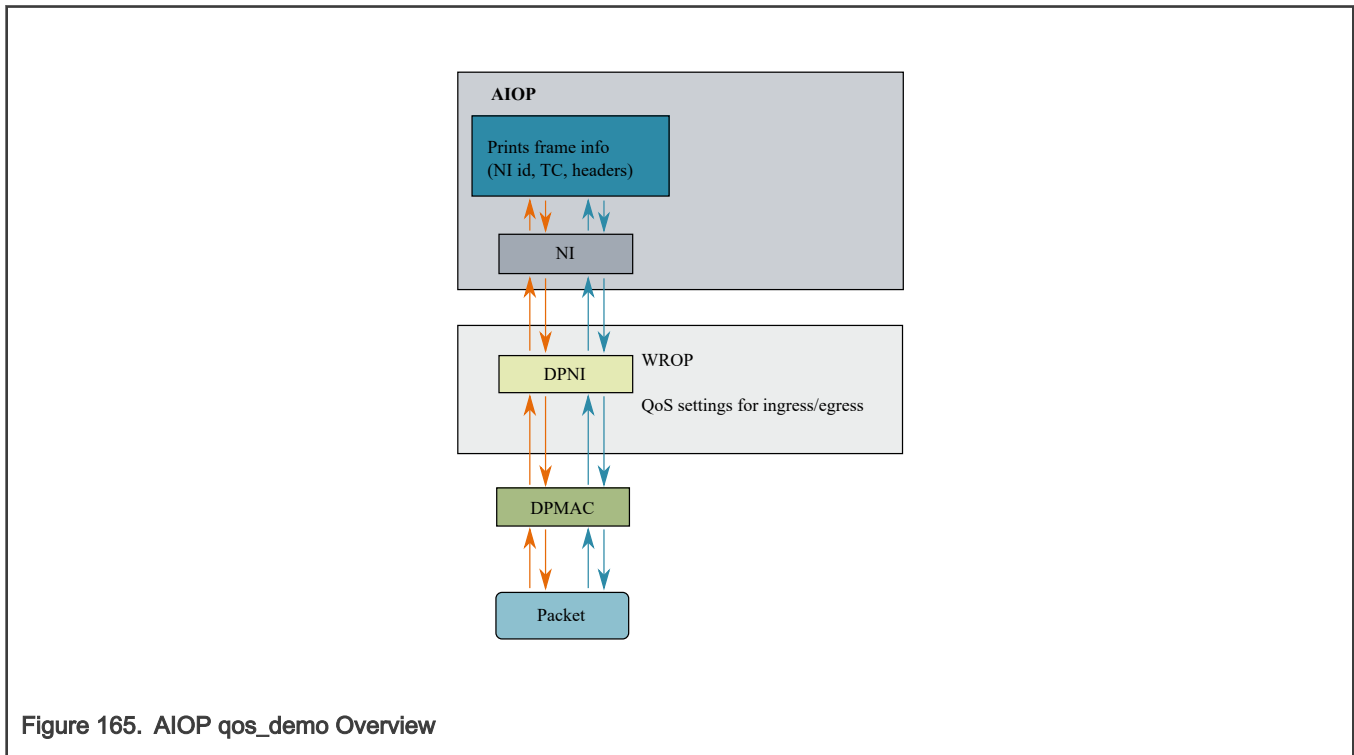 AIOP
Prints frame info
(NI id, TC, headers)
NI
DPNI
WROP
QoS settings for ingress/egress
DPMAC
Packet
Figure 165. AIOP qos_demo Overview